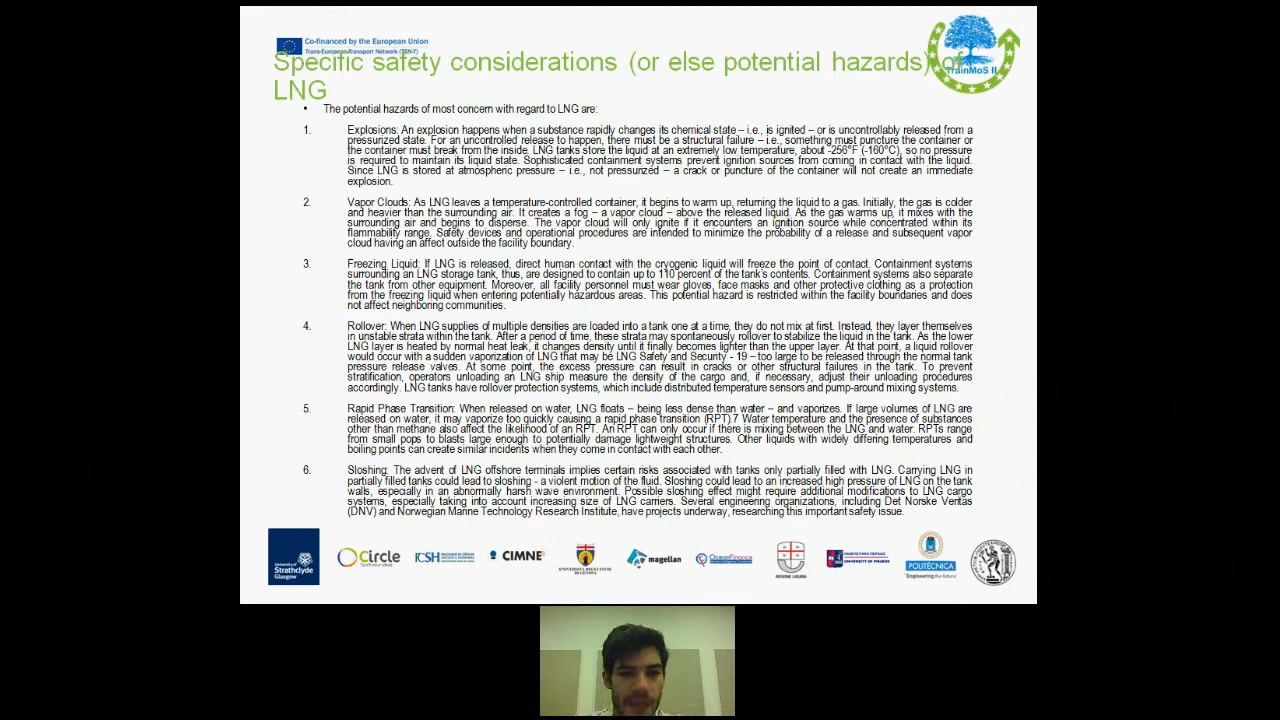 Co-financed by the European Union
Trans-European Transport Network (TEN-T)
Specific safety considerations (or else potential hazards) of
LNG
TrainMoS II
• The potential hazards of most concern with regard to LNG are:
1. Explosions: An explosion happens when a substance rapidly changes its chemical state – i.e., is ignited – or is uncontrollably released from a
pressurized state. For an uncontrolled release to happen, there must be a structural failure – i.e., something must puncture the container or
the container must break from the inside. LNG tanks store the liquid at an extremely low temperature, about -256°F (-160°C), so no pressure
is required to maintain its liquid state. Sophisticated containment systems prevent ignition sources from coming in contact with the liquid.
Since LNG is stored at atmospheric pressure – i.e., not pressurized – a crack or puncture of the container will not create an immediate
explosion.
2. Vapor Clouds: As LNG leaves a temperature-controlled container, it begins to warm up, returning the liquid to a gas. Initially, the gas is colder
and heavier than the surrounding air. It creates a fog – a vapor cloud – above the released liquid. As the gas warms up, it mixes with the
surrounding air and begins to disperse. The vapor cloud will only ignite if it encounters an ignition source while concentrated within its
flammability range. Safety devices and operational procedures are intended to minimize the probability of a release and subsequent vapor
cloud having an affect outside the facility boundary.
3. Freezing Liquid: If LNG is released, direct human contact with the cryogenic liquid will freeze the point of contact. Containment systems
surrounding an LNG storage tank, thus, are designed to contain up to 110 percent of the tank's contents. Containment systems also separate
the tank from other equipment. Moreover, all facility personnel must wear gloves, face masks and other protective clothing as a protection
from the freezing liquid when entering potentially hazardous areas. This potential hazard is restricted within the facility boundaries and does
not affect neighboring communities.
4. Rollover: When LNG supplies of multiple densities are loaded into a tank one at a time, they do not mix at first. Instead, they layer themselves
in unstable strata within the tank. After a period of time, these strata may spontaneously rollover to stabilize the liquid in the tank. As the lower
LNG layer is heated by normal heat leak, it changes density until it finally becomes lighter than the upper layer. At that point, a liquid rollover
would occur with a sudden vaporization of LNG that may be LNG Safety and Security - 19 – too large to be released through the normal tank
pressure release valves. At some point, the excess pressure can result in cracks or other structural failures in the tank. To prevent
stratification, operators unloading an LNG ship measure the density of the cargo and, if necessary, adjust their unloading procedures
accordingly. LNG tanks have rollover protection systems, which include distributed temperature sensors and pump-around mixing systems.
5. Rapid Phase Transition: When released on water, LNG floats – being less dense than water – and vaporizes. If large volumes of LNG are
released on water, it may vaporize too quickly causing a rapid phase transition (RPT).7 Water temperature and the presence of substances
other than methane also affect the likelihood of an RPT. An RPT can only occur if there is mixing between the LNG and water. RPTs range
from small pops to blasts large enough to potentially damage lightweight structures. Other liquids with widely differing temperatures and
boiling points can create similar incidents when they come in contact with each other.
6. Sloshing: The advent of LNG offshore terminals implies certain risks associated with tanks only partially filled with LNG. Carrying LNG in
partially filled tanks could lead to sloshing - a violent motion of the fluid. Sloshing could lead to an increased high pressure of LNG on the tank
walls, especially in an abnormally harsh wave environment. Possible sloshing effect might require additional modifications to LNG cargo
systems, especially taking into account increasing size of LNG carriers. Several engineering organizations, including Det Norske Veritas
(DNV) and Norwegian Marine Technology Research Institute, have projects underway, researching this important safety issue.
University of
Strathclyde
Glasgow
Circle
FCSH
CIMNE
UNIVERSITÀ DEGLI STUDI
DI GENOVA
magellan
OceanFinance
REGIONE LIGURIA
ΠΑΝΕΠΙΣΤΗΜΙΟ ΠΕΙΡΑΙΩΣ
UNIVERSITY OF PIRAEUS
POLITÉCNICA
"Engineering the future"